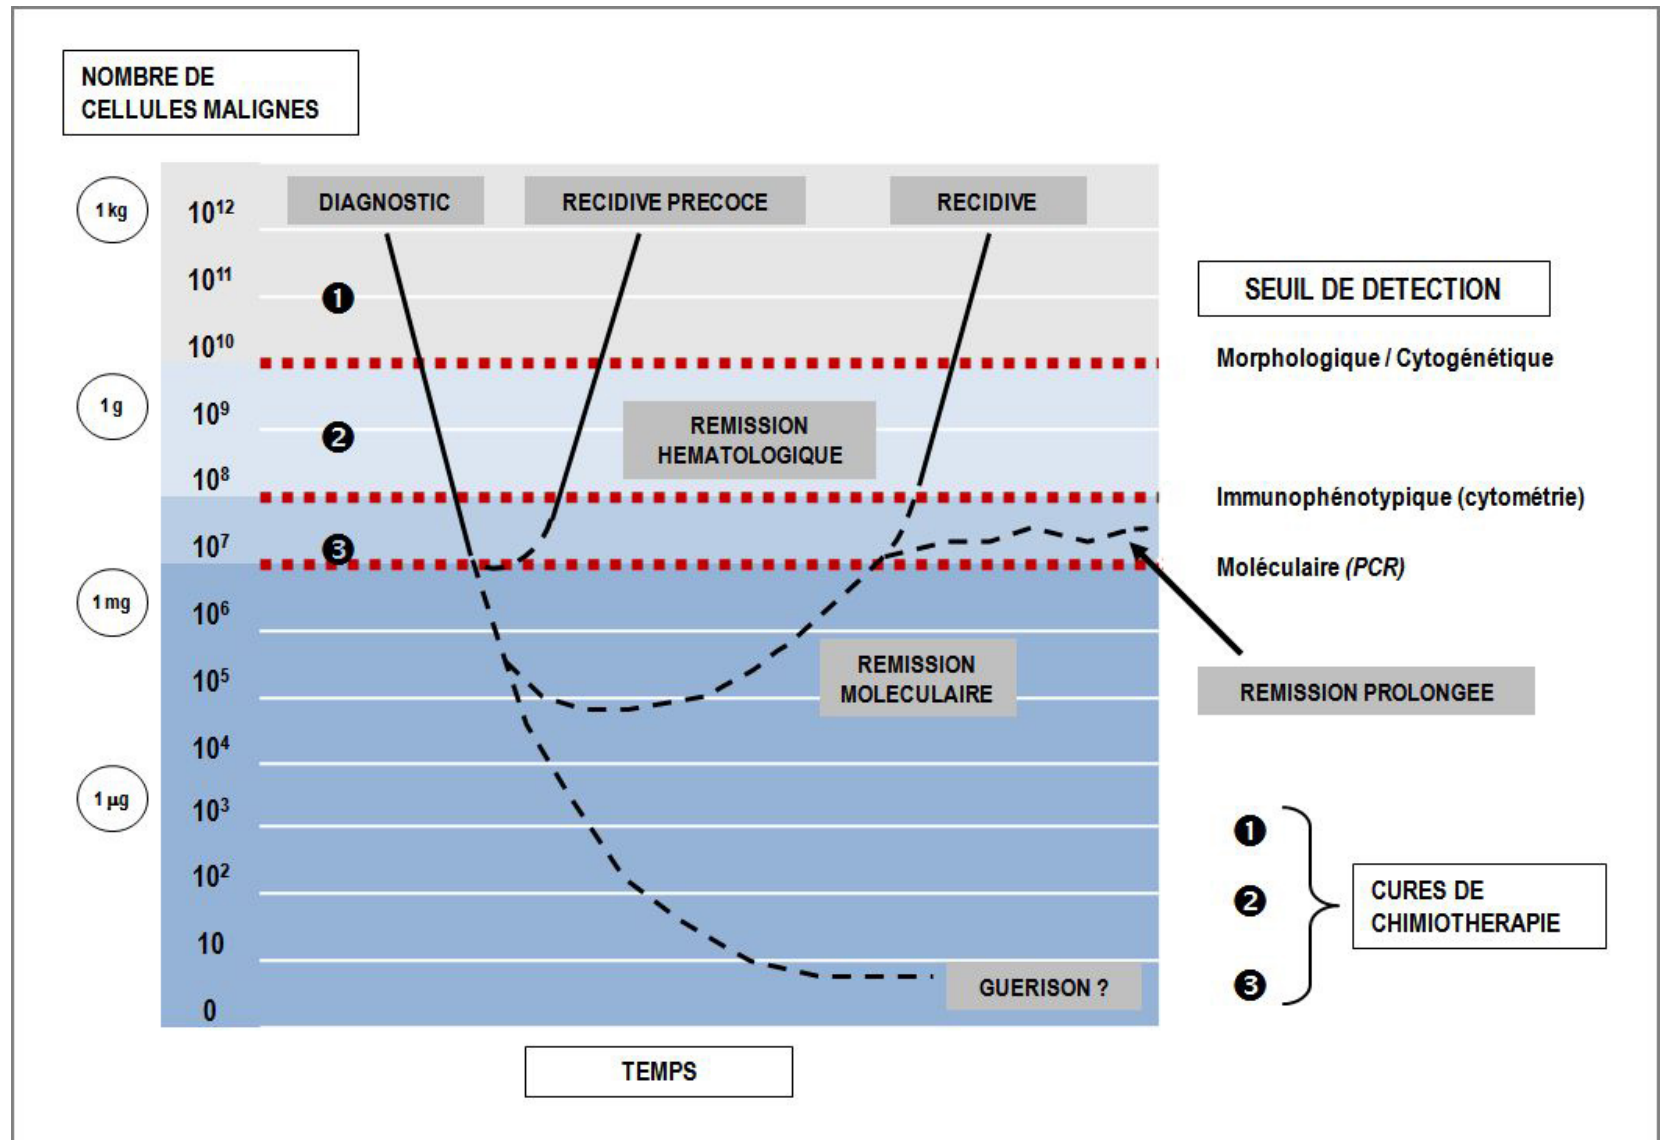 NOMBRE DE
CELLULES MALIGNES
1 kg
10¹²
DIAGNOSTIC
RECIDIVE PRECOCE
RECIDIVE
10¹¹
❶
SEUIL DE DETECTION
10¹⁰
Morphologique / Cytogénétique
1 g
10⁹
❷
REMISSION
HEMATOLOGIQUE
10⁸
Immunophénotypique (cytométrie)
10⁷
❸
Moléculaire (PCR)
1 mg
10⁶
10⁵
REMISSION
MOLECULAIRE
REMISSION PROLONGEE
10⁴
1 µg
10³
❶
10²
❷
CURES DE
CHIMIOTHERAPIE
10
❸
GUERISON ?
0
TEMPS